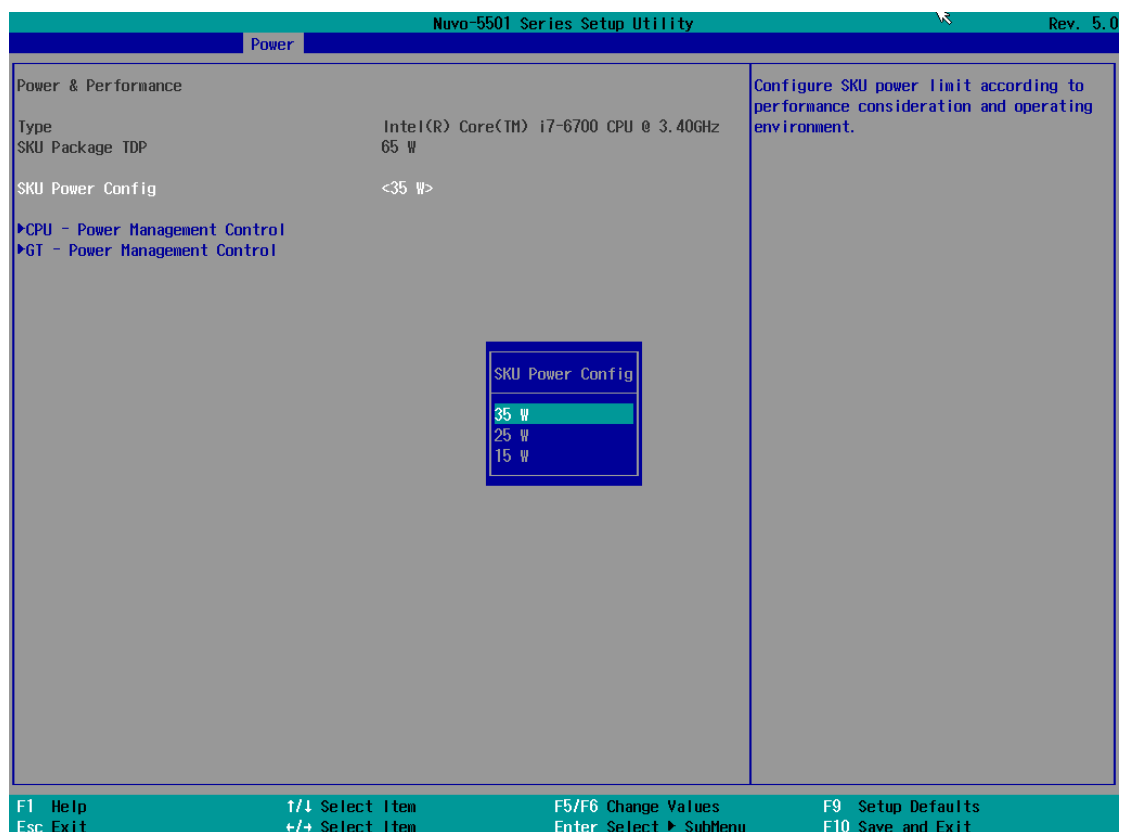 Nuvo-5501 Series Setup Utility Rev. 5.0
Power
Power & Performance
Type Intel(R) Core(TM) i7-6700 CPU @ 3.40GHz
SKU Package TDP 65 W
SKU Power Config <35 W>
▶CPU - Power Management Control
▶GT - Power Management Control
Configure SKU power limit according to
performance consideration and operating
environment.
SKU Power Config
35 W
25 W
15 W
F1 Help ↑/↓ Select Item F5/F6 Change Values F9 Setup Defaults
Esc Exit ←/→ Select Item Enter Select ▶ SubMenu F10 Save and Exit